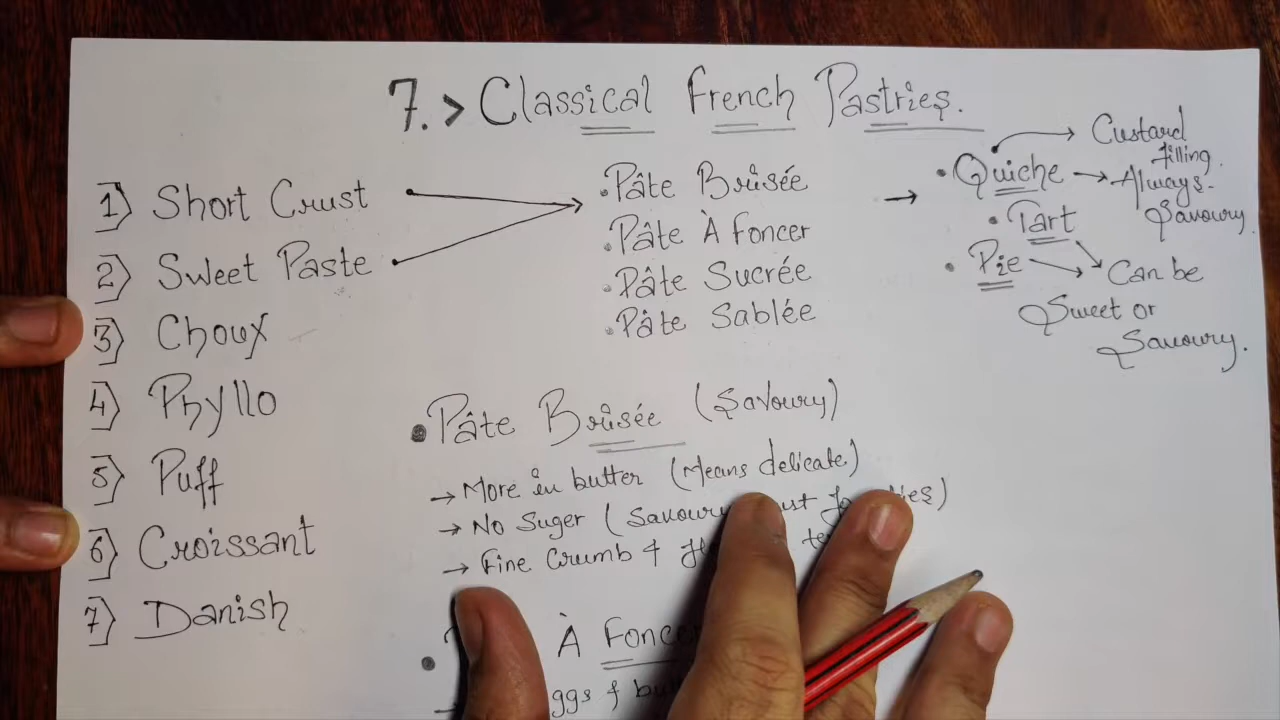 7.> Classical French Pastries.
1] Short Crust
2] Sweet Paste
3] Choux
4] Phyllo
5] Puff
6] Croissant
7] Danish
• Pâte Brisée
• Pâte À Foncer
• Pâte Sucrée
• Pâte Sablée
→
• Quiche → Custard filling.
→ Always Savoury.
• Tart
• Pie → Can be
Sweet or
Savoury.
• Pâte Brisée (Savoury)
→ More in butter (Means delicate)
→ No Suger (Savoury
→ Fine Crumb &
• À Foncer